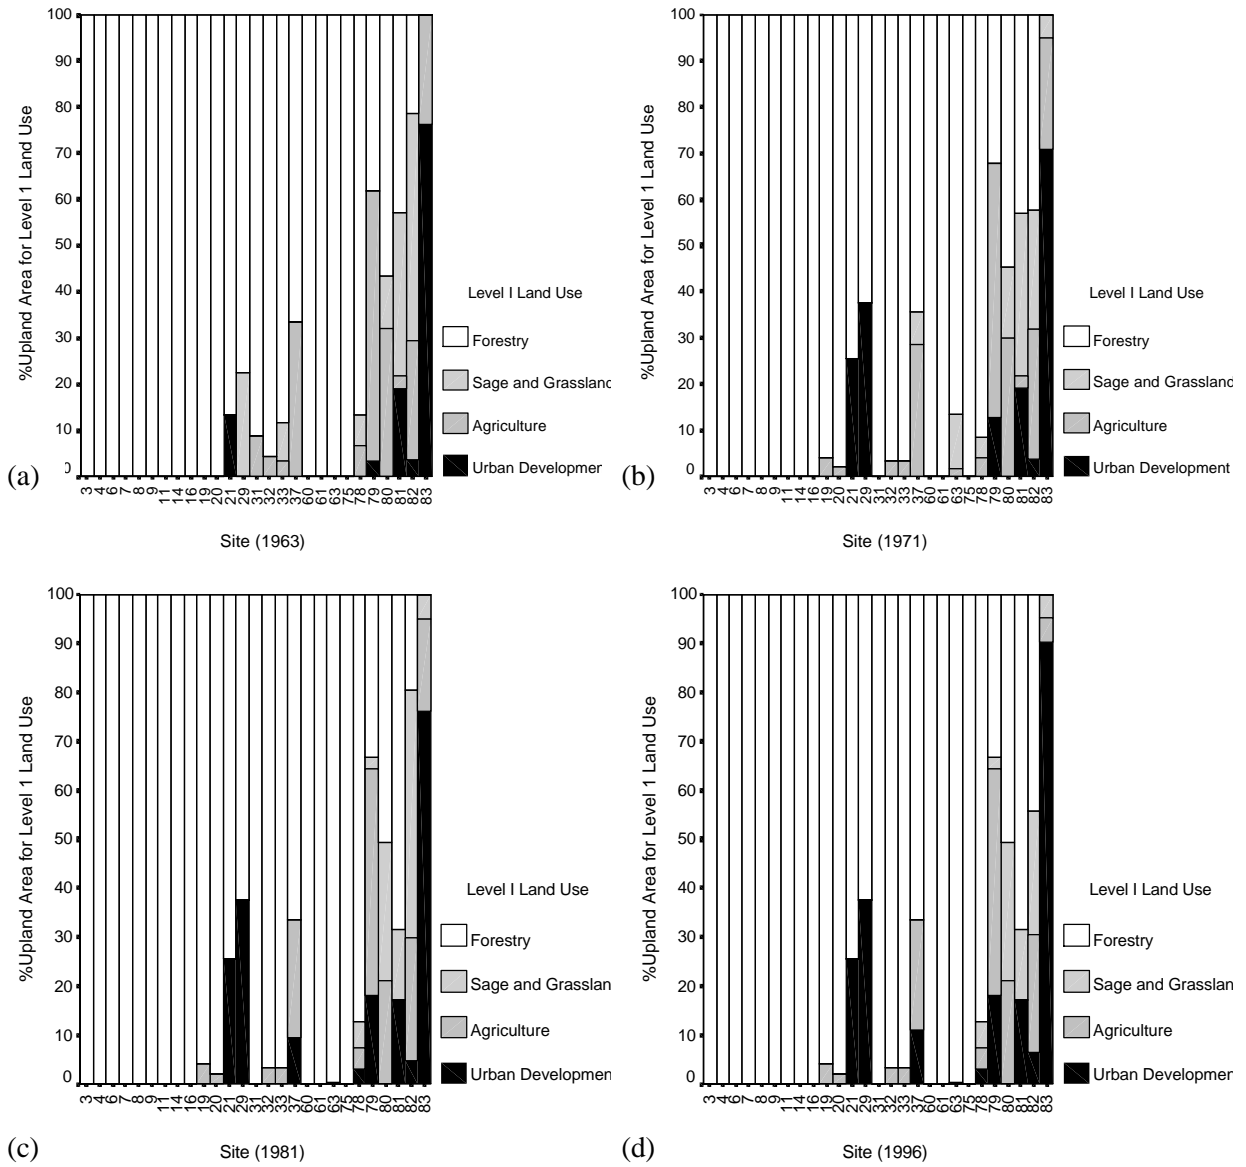 100
90
80
70
60
50
40
30
20
10
0
%Upland Area for Level 1 Land Use
3 4 6 7 8 9 11 14 16 19 20 21 29 31 32 33 37 60 61 63 75 78 79 80 81 82 83
Site (1963)
(a)
Level I Land Use
Forestry
Sage and Grassland
Agriculture
Urban Developmer
100
90
80
70
60
50
40
30
20
10
0
%Upland Area for Level 1 Land Use
3 4 6 7 8 9 11 14 16 19 20 21 29 31 32 33 37 60 61 63 75 78 79 80 81 82 83
Site (1971)
(b)
Level I Land Use
Forestry
Sage and Grassland
Agriculture
Urban Development
100
90
80
70
60
50
40
30
20
10
0
%Upland Area for Level 1 Land Use
3 4 6 7 8 9 11 14 16 19 20 21 29 31 32 33 37 60 61 63 75 78 79 80 81 82 83
Site (1981)
(c)
Level I Land Use
Forestry
Sage and Grasslan
Agriculture
Urban Developmen
100
90
80
70
60
50
40
30
20
10
0
%Upland Area for Level 1 Land Use
3 4 6 7 8 9 11 14 16 19 20 21 29 31 32 33 37 60 61 63 75 78 79 80 81 82 83
Site (1996)
(d)
Level I Land Use
Forestry
Sage and Grasslan
Agriculture
Urban Developmen